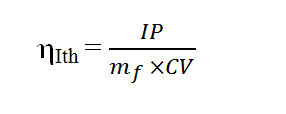 η_Ith = IP / (m_f × CV)